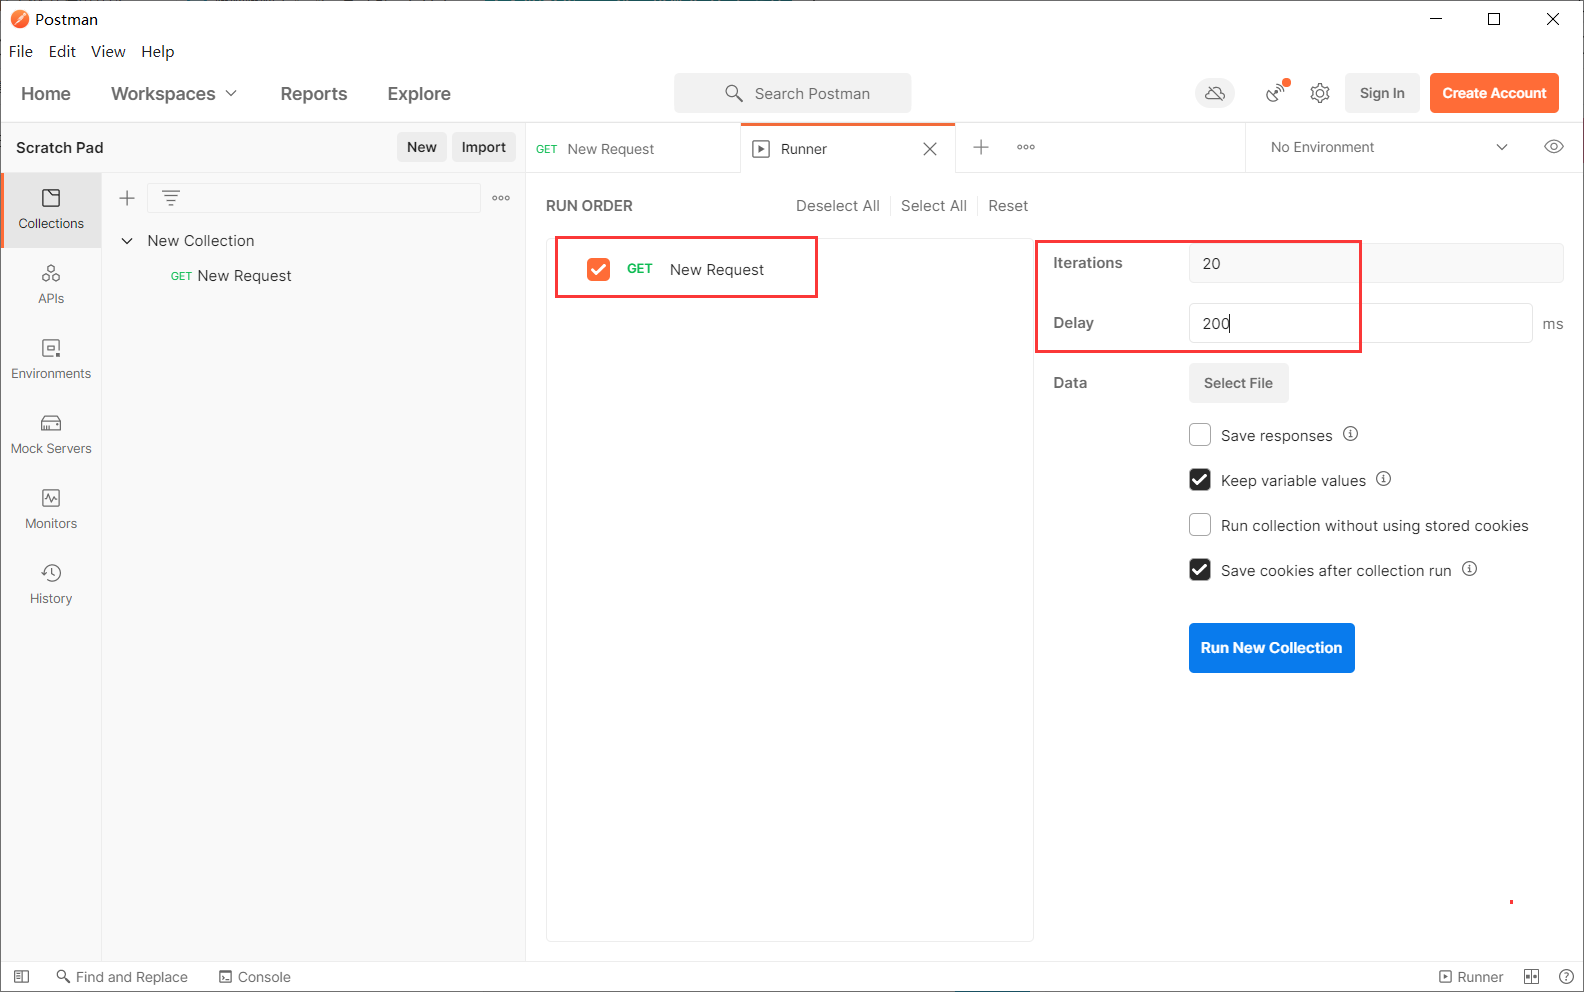 Postman
File Edit View Help
Home Workspaces Reports Explore Search Postman Sign In Create Account
Scratch Pad New Import GET New Request Runner No Environment
Collections
APIs
Environments
Mock Servers
Monitors
History
New Collection
GET New Request
RUN ORDER Deselect All Select All Reset
GET New Request
Iterations 20
Delay 200 ms
Data Select File
Save responses
Keep variable values
Run collection without using stored cookies
Save cookies after collection run
Run New Collection
Find and Replace Console Runner